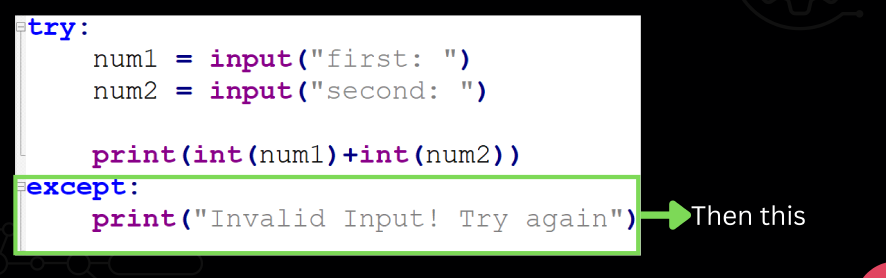 try:
    num1 = input("first: ")
    num2 = input("second: ")
    print(int(num1)+int(num2))
except:
    print("Invalid Input! Try again")
Then this